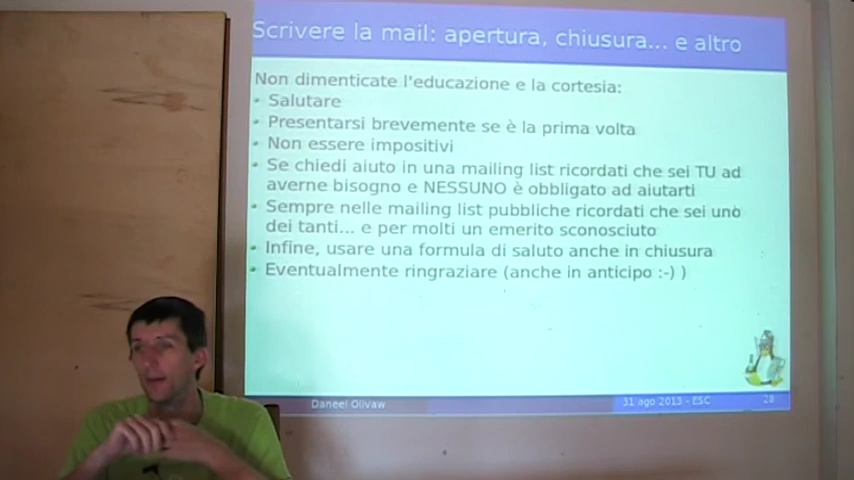 Scrivere la mail: apertura, chiusura... e altro
Non dimenticate l'educazione e la cortesia:
Salutare
Presentarsi brevemente se è la prima volta
Non essere impositivi
Se chiedi aiuto in una mailing list ricordati che sei TU ad
averne bisogno e NESSUNO è obbligato ad aiutarti
Sempre nelle mailing list pubbliche ricordati che sei uno
dei tanti... e per molti un emerito sconosciuto
Infine, usare una formula di saluto anche in chiusura
Eventualmente ringraziare (anche in anticipo :-) )
Daneel Olivaw
31 ago 2013 - ESC
28